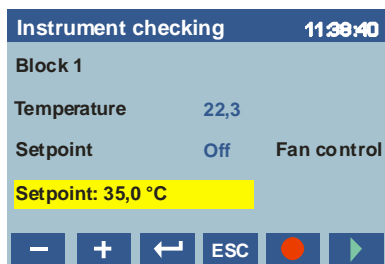 Instrument checking 11:38:40
Block 1
Temperature 22,3
Setpoint Off Fan control
Setpoint: 35,0 °C
− + ↵ ESC